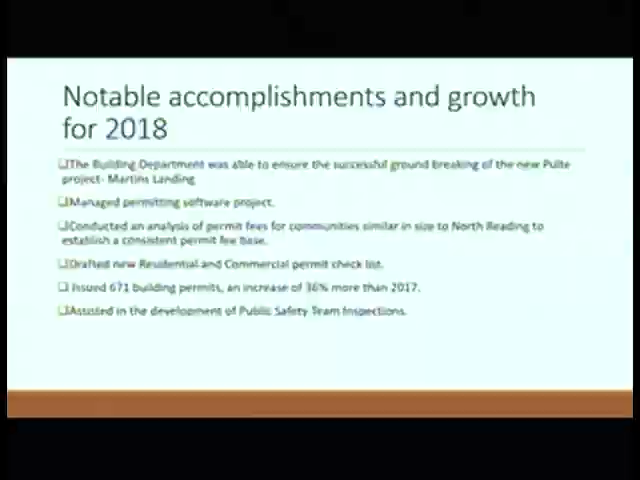 Notable accomplishments and growth
for 2018
The Building Department was able to ensure the successful ground breaking of the new Pulte
project- Martins Landing
Managed permitting software project.
Conducted an analysis of permit fees for communities similar in size to North Reading to
establish a consistent permit fee base.
Drafted new Residential and Commercial permit check list.
Issued 671 building permits, an increase of 36% more than 2017.
Assisted in the development of Public Safety Team Inspections.